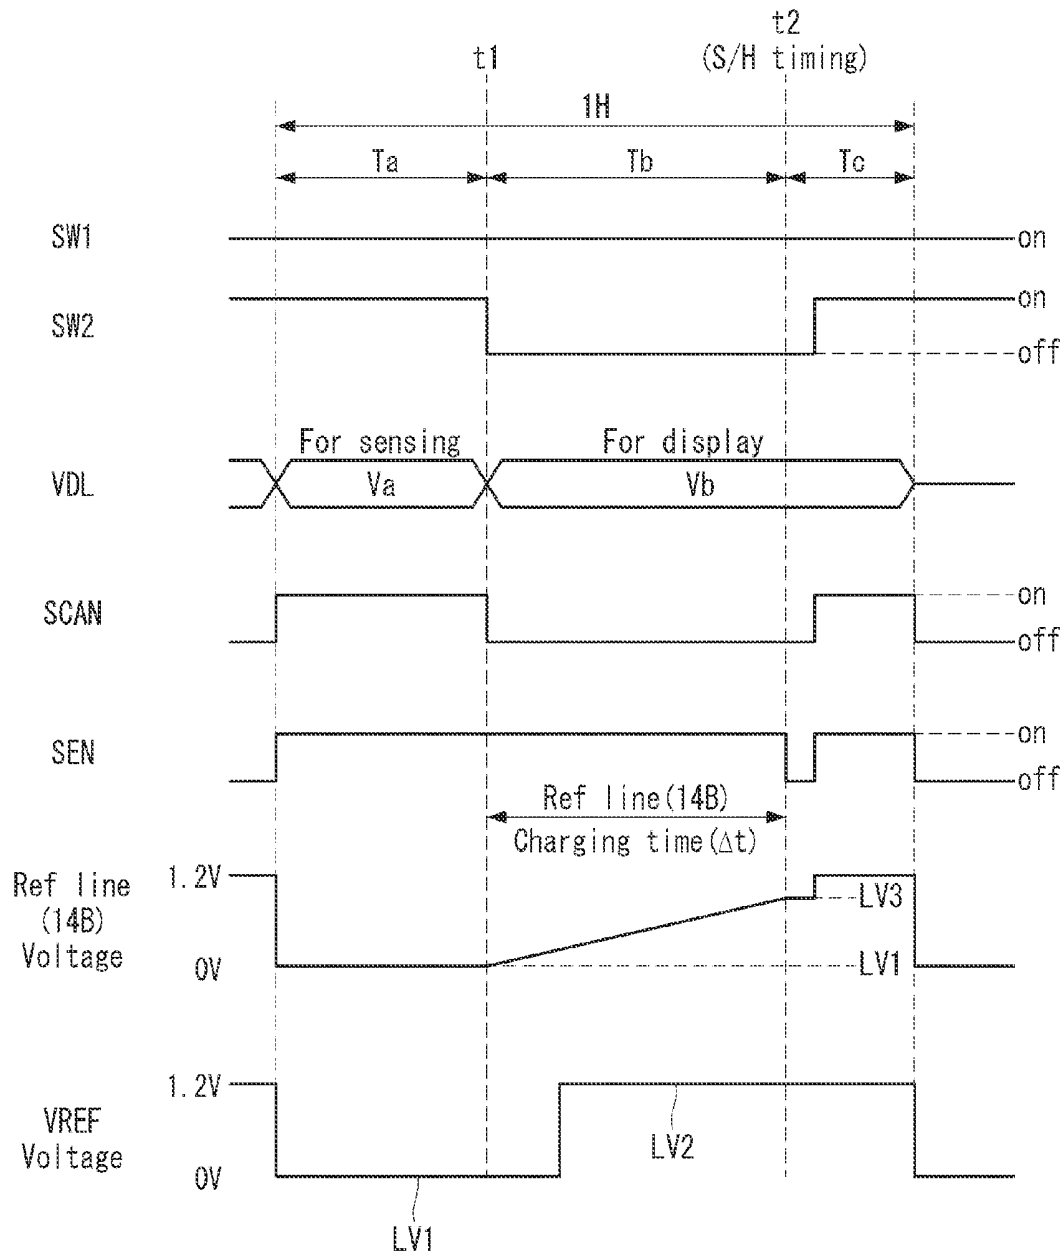 t2
(S/H timing)
t1
1H
Ta
Tb
Tc
SW1
on
SW2
on
off
For sensing
For display
VDL
Va
Vb
SCAN
on
off
SEN
on
off
Ref line(14B)
Charging time(Δt)
Ref line
(14B)
Voltage
1.2V
0V
LV3
LV1
VREF
Voltage
1.2V
0V
LV2
LV1